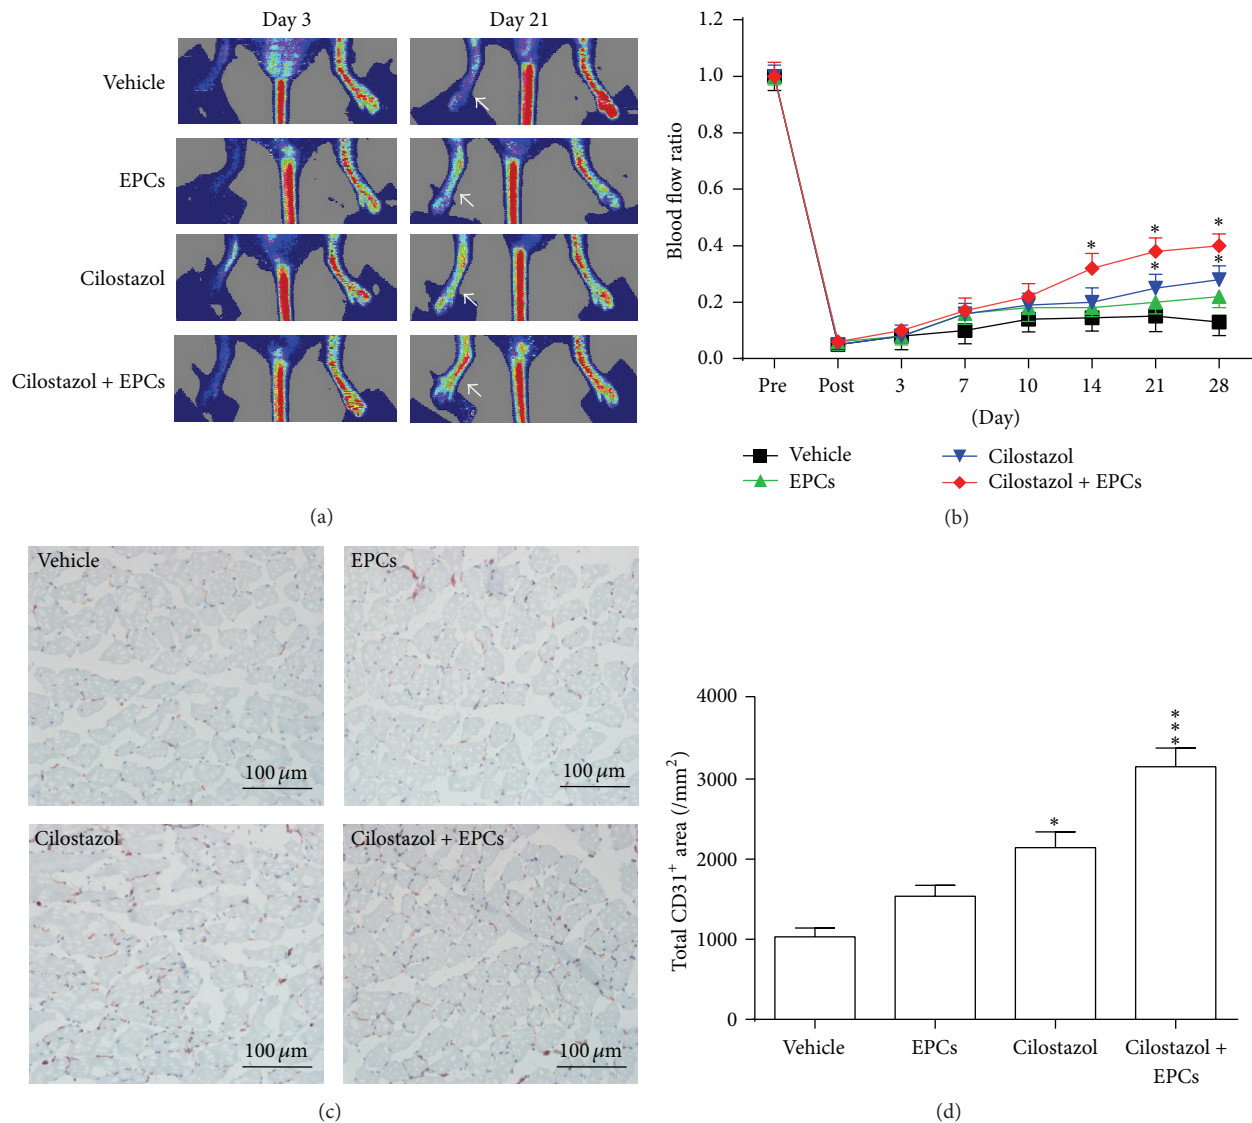 Day 3
Day 21
Vehicle
EPCs
Cilostazol
Cilostazol + EPCs
(a)
Blood flow ratio
1.2
1.0
0.8
0.6
0.4
0.2
0.0
*
*
*
*
*
Pre
Post
3
7
10
14
21
28
(Day)
Vehicle
EPCs
Cilostazol
Cilostazol + EPCs
(b)
Vehicle
100 μm
EPCs
100 μm
Cilostazol
100 μm
Cilostazol + EPCs
100 μm
(c)
Total CD31⁺ area (/mm²)
4000
3000
2000
1000
0
*
***
Vehicle
EPCs
Cilostazol
Cilostazol +
EPCs
(d)